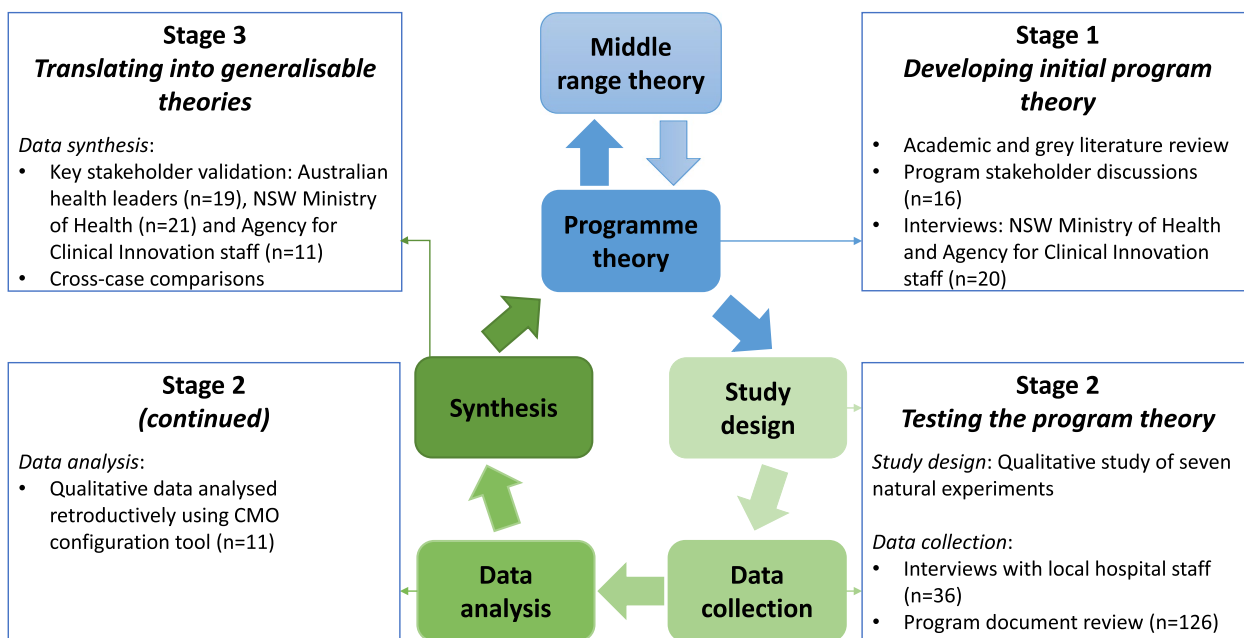 Stage 3
Translating into generalisable
theories
Data synthesis:
• Key stakeholder validation: Australian
health leaders (n=19), NSW Ministry
of Health (n=21) and Agency for
Clinical Innovation staff (n=11)
• Cross-case comparisons
Middle
range theory
Programme
theory
Stage 1
Developing initial program
theory
• Academic and grey literature review
• Program stakeholder discussions
(n=16)
• Interviews: NSW Ministry of Health
and Agency for Clinical Innovation
staff (n=20)
Stage 2
(continued)
Data analysis:
• Qualitative data analysed
retroductively using CMO
configuration tool (n=11)
Synthesis
Study
design
Data
analysis
Data
collection
Stage 2
Testing the program theory
Study design: Qualitative study of seven
natural experiments
Data collection:
• Interviews with local hospital staff
(n=36)
• Program document review (n=126)